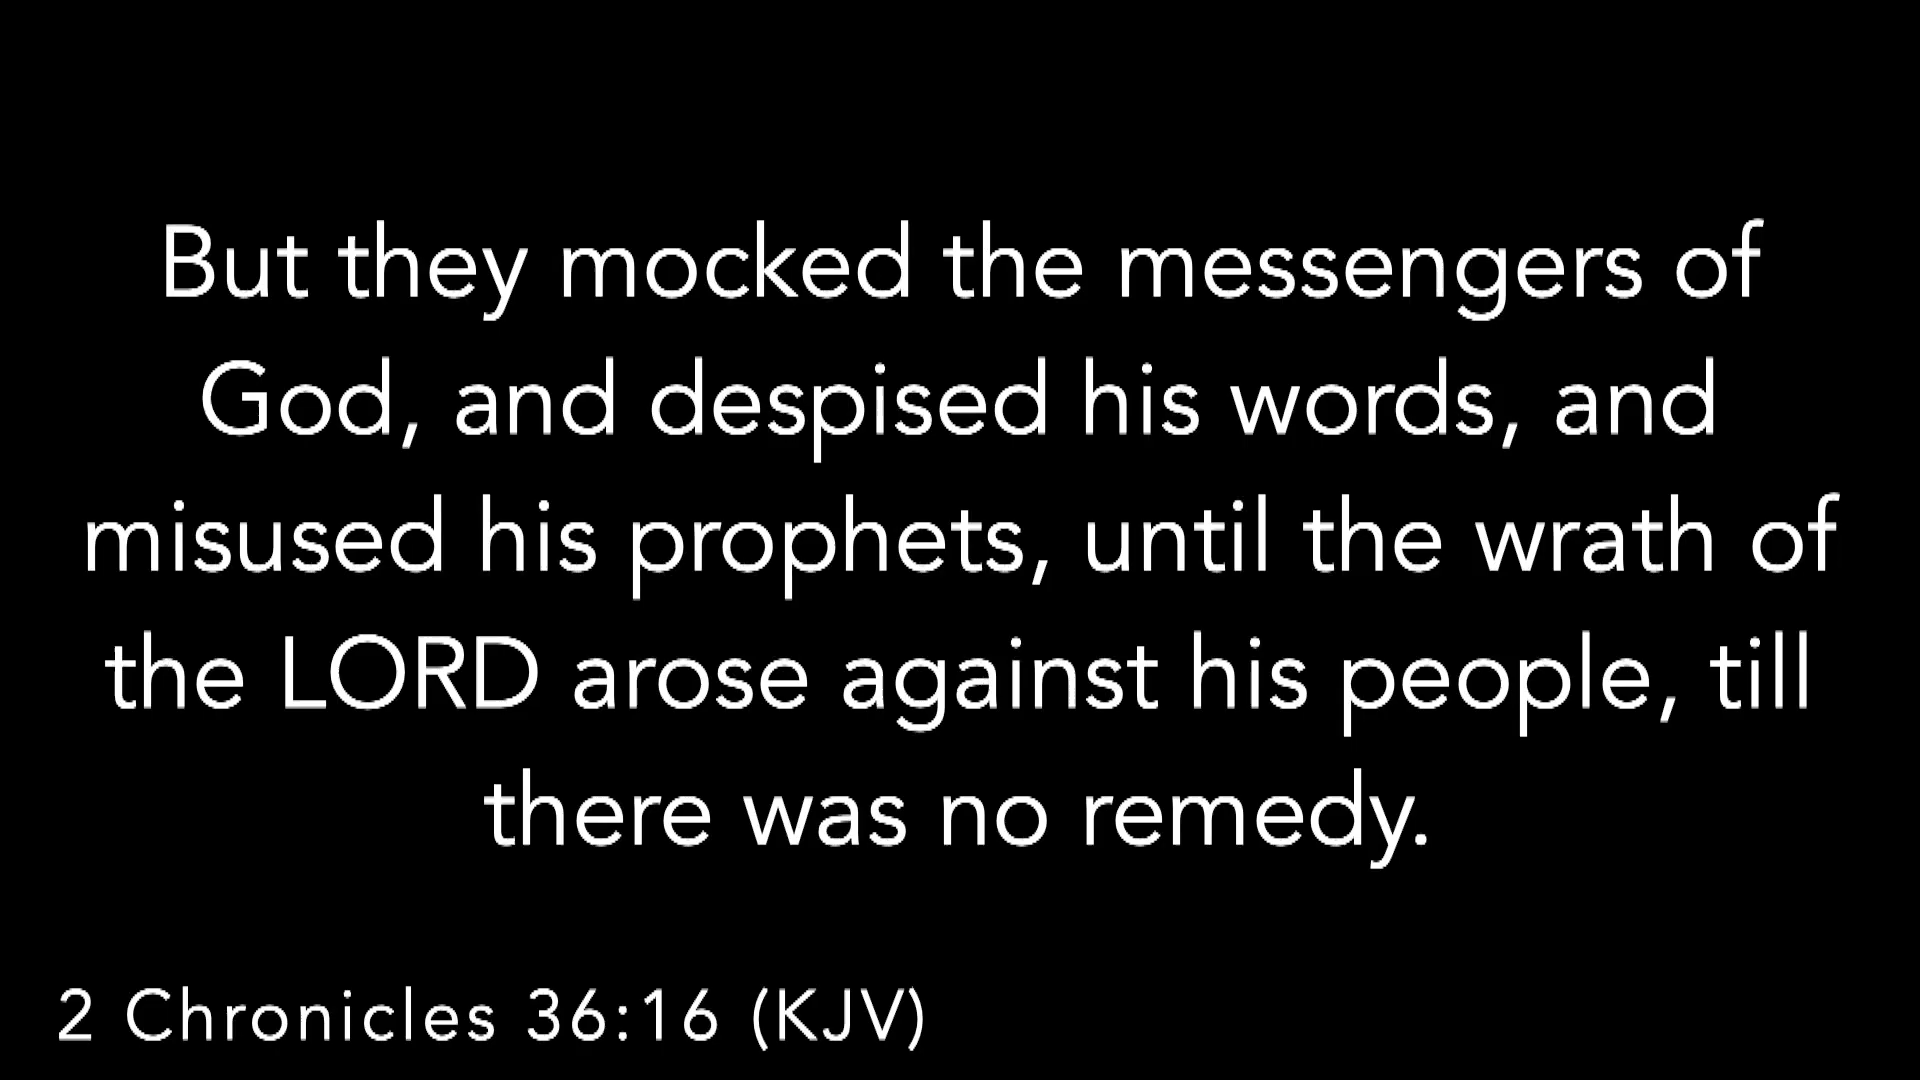 But they mocked the messengers of
God, and despised his words, and
misused his prophets, until the wrath of
the LORD arose against his people, till
there was no remedy.
2 Chronicles 36:16 (KJV)